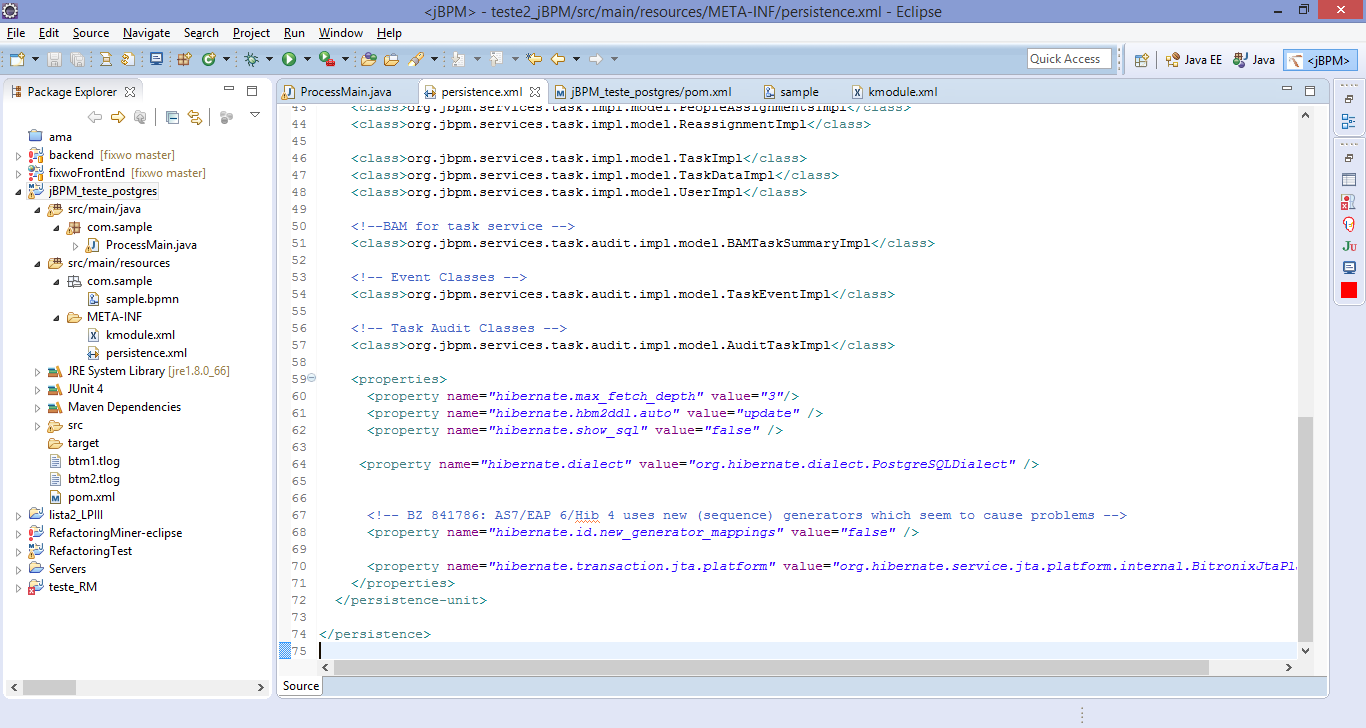 <jBPM> - teste2_jBPM/src/main/resources/META-INF/persistence.xml - Eclipse
File Edit Source Navigate Search Project Run Window Help
Quick Access
Java EE
Java
<jBPM>
Package Explorer
ama
backend [fixwo master]
fixwoFrontEnd [fixwo master]
jBPM_teste_postgres
src/main/java
com.sample
ProcessMain.java
src/main/resources
com.sample
sample.bpmn
META-INF
kmodule.xml
persistence.xml
JRE System Library [jre1.8.0_66]
JUnit 4
Maven Dependencies
src
target
btm1.tlog
btm2.tlog
pom.xml
lista2_LPIII
RefactoringMiner-eclipse
RefactoringTest
Servers
teste_RM
ProcessMain.java
persistence.xml
jBPM_teste_postgres/pom.xml
sample
kmodule.xml
43 <class>org.jbpm.services.task.impl.model.PeopleAssignmentsImpl</class>
44 <class>org.jbpm.services.task.impl.model.ReassignmentImpl</class>
45
46 <class>org.jbpm.services.task.impl.model.TaskImpl</class>
47 <class>org.jbpm.services.task.impl.model.TaskDataImpl</class>
48 <class>org.jbpm.services.task.impl.model.UserImpl</class>
49
50 <!--BAM for task service -->
51 <class>org.jbpm.services.task.audit.impl.model.BAMTaskSummaryImpl</class>
52
53 <!-- Event Classes -->
54 <class>org.jbpm.services.task.audit.impl.model.TaskEventImpl</class>
55
56 <!-- Task Audit Classes -->
57 <class>org.jbpm.services.task.audit.impl.model.AuditTaskImpl</class>
58
59 <properties>
60 <property name="hibernate.max_fetch_depth" value="3"/>
61 <property name="hibernate.hbm2ddl.auto" value="update" />
62 <property name="hibernate.show_sql" value="false" />
63
64 <property name="hibernate.dialect" value="org.hibernate.dialect.PostgreSQLDialect" />
65
66
67 <!-- BZ 841786: AS7/EAP 6/Hib 4 uses new (sequence) generators which seem to cause problems -->
68 <property name="hibernate.id.new_generator_mappings" value="false" />
69
70 <property name="hibernate.transaction.jta.platform" value="org.hibernate.service.jta.platform.internal.BitronixJtaPl
71 </properties>
72 </persistence-unit>
73
74 </persistence>
75
Source
Ju